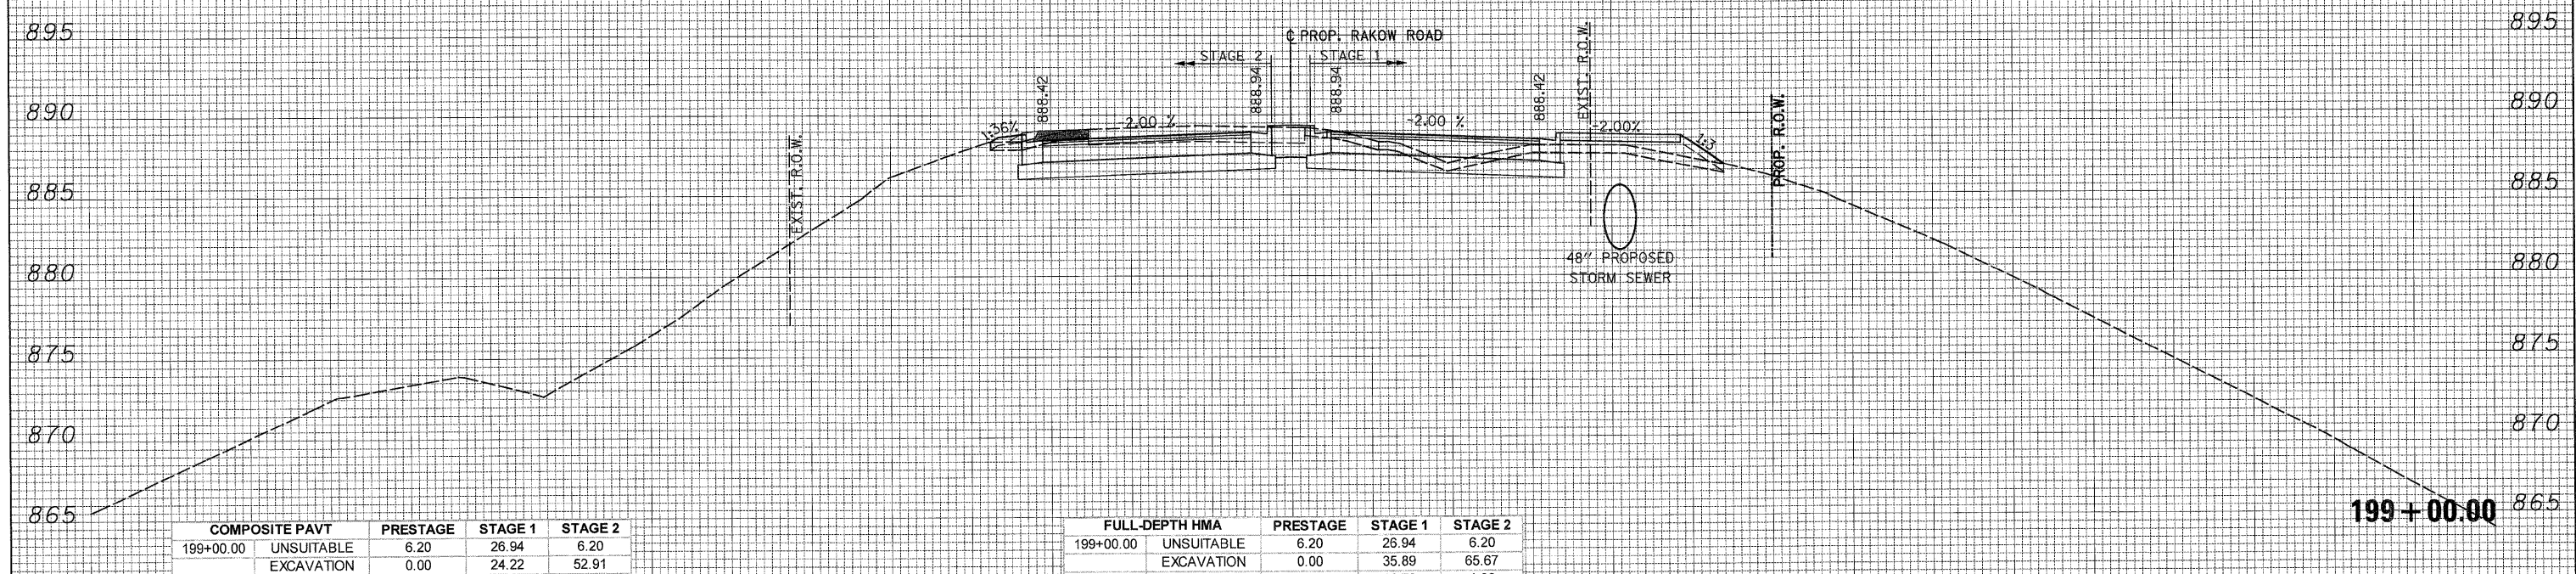 895
895
℄ PROP. RAKOW ROAD
STAGE 2
STAGE 1
EXIST. R.O.W.
888.42
888.94
888.94
888.42
890
890
1:36%
-2.00 %
-2.00 %
-2.00%
1:3
PROP. R.O.W.
EXIST. R.O.W.
885
885
48" PROPOSED
STORM SEWER
880
880
875
875
870
870
865
865
199+00.00
COMPOSITE PAVT PRESTAGE STAGE 1 STAGE 2
199+00.00 UNSUITABLE 6.20 26.94 6.20
EXCAVATION 0.00 24.22 52.91
FULL-DEPTH HMA PRESTAGE STAGE 1 STAGE 2
199+00.00 UNSUITABLE 6.20 26.94 6.20
EXCAVATION 0.00 35.89 65.67